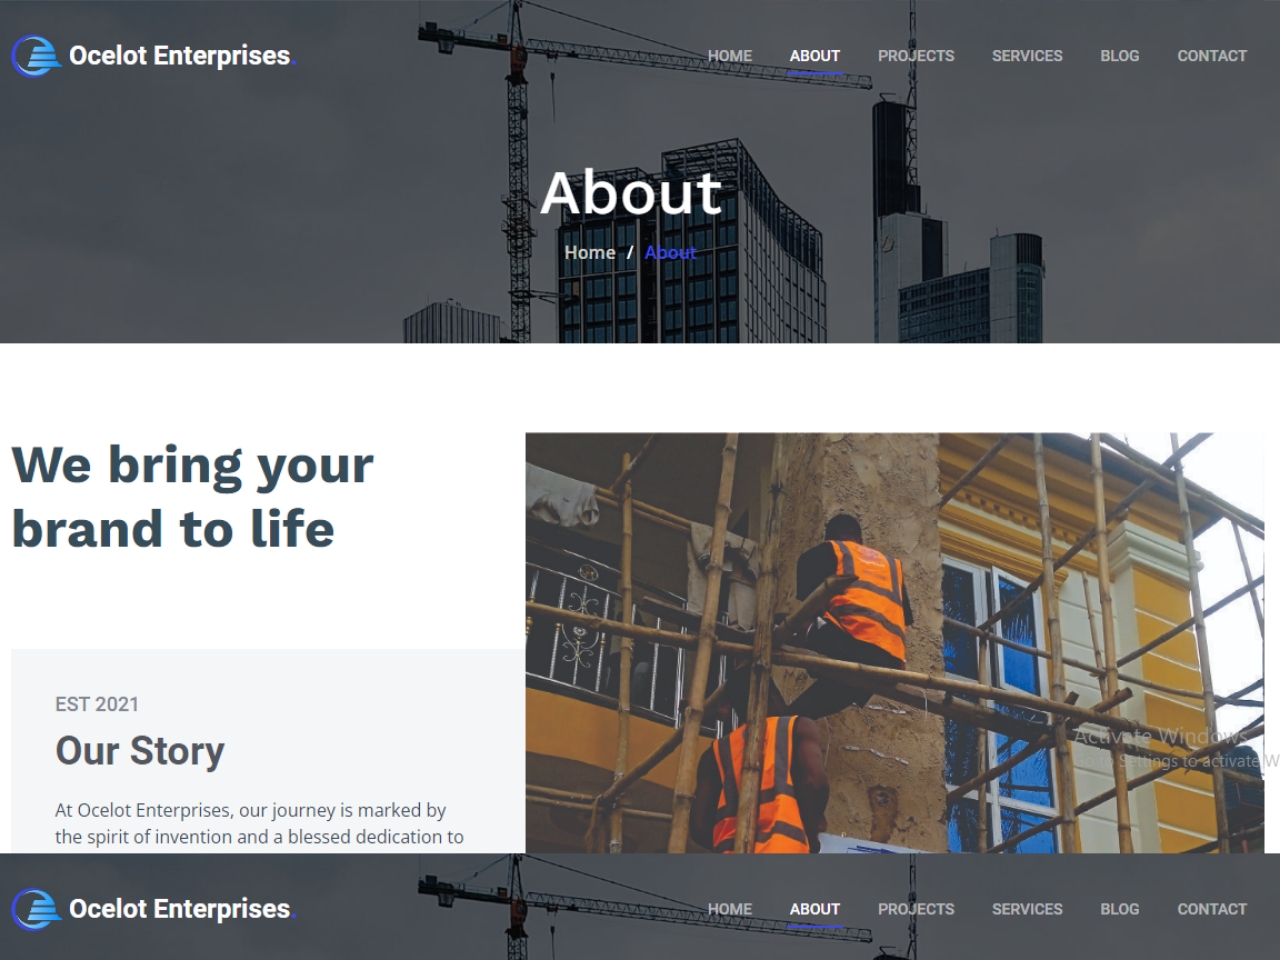 Ocelot Enterprises.
HOME ABOUT PROJECTS SERVICES BLOG CONTACT
About
Home / About
We bring your
brand to life
EST 2021
Our Story
At Ocelot Enterprises, our journey is marked by
the spirit of invention and a blessed dedication to
Activate Windows
Go to Settings to activate W
Ocelot Enterprises.
HOME ABOUT PROJECTS SERVICES BLOG CONTACT